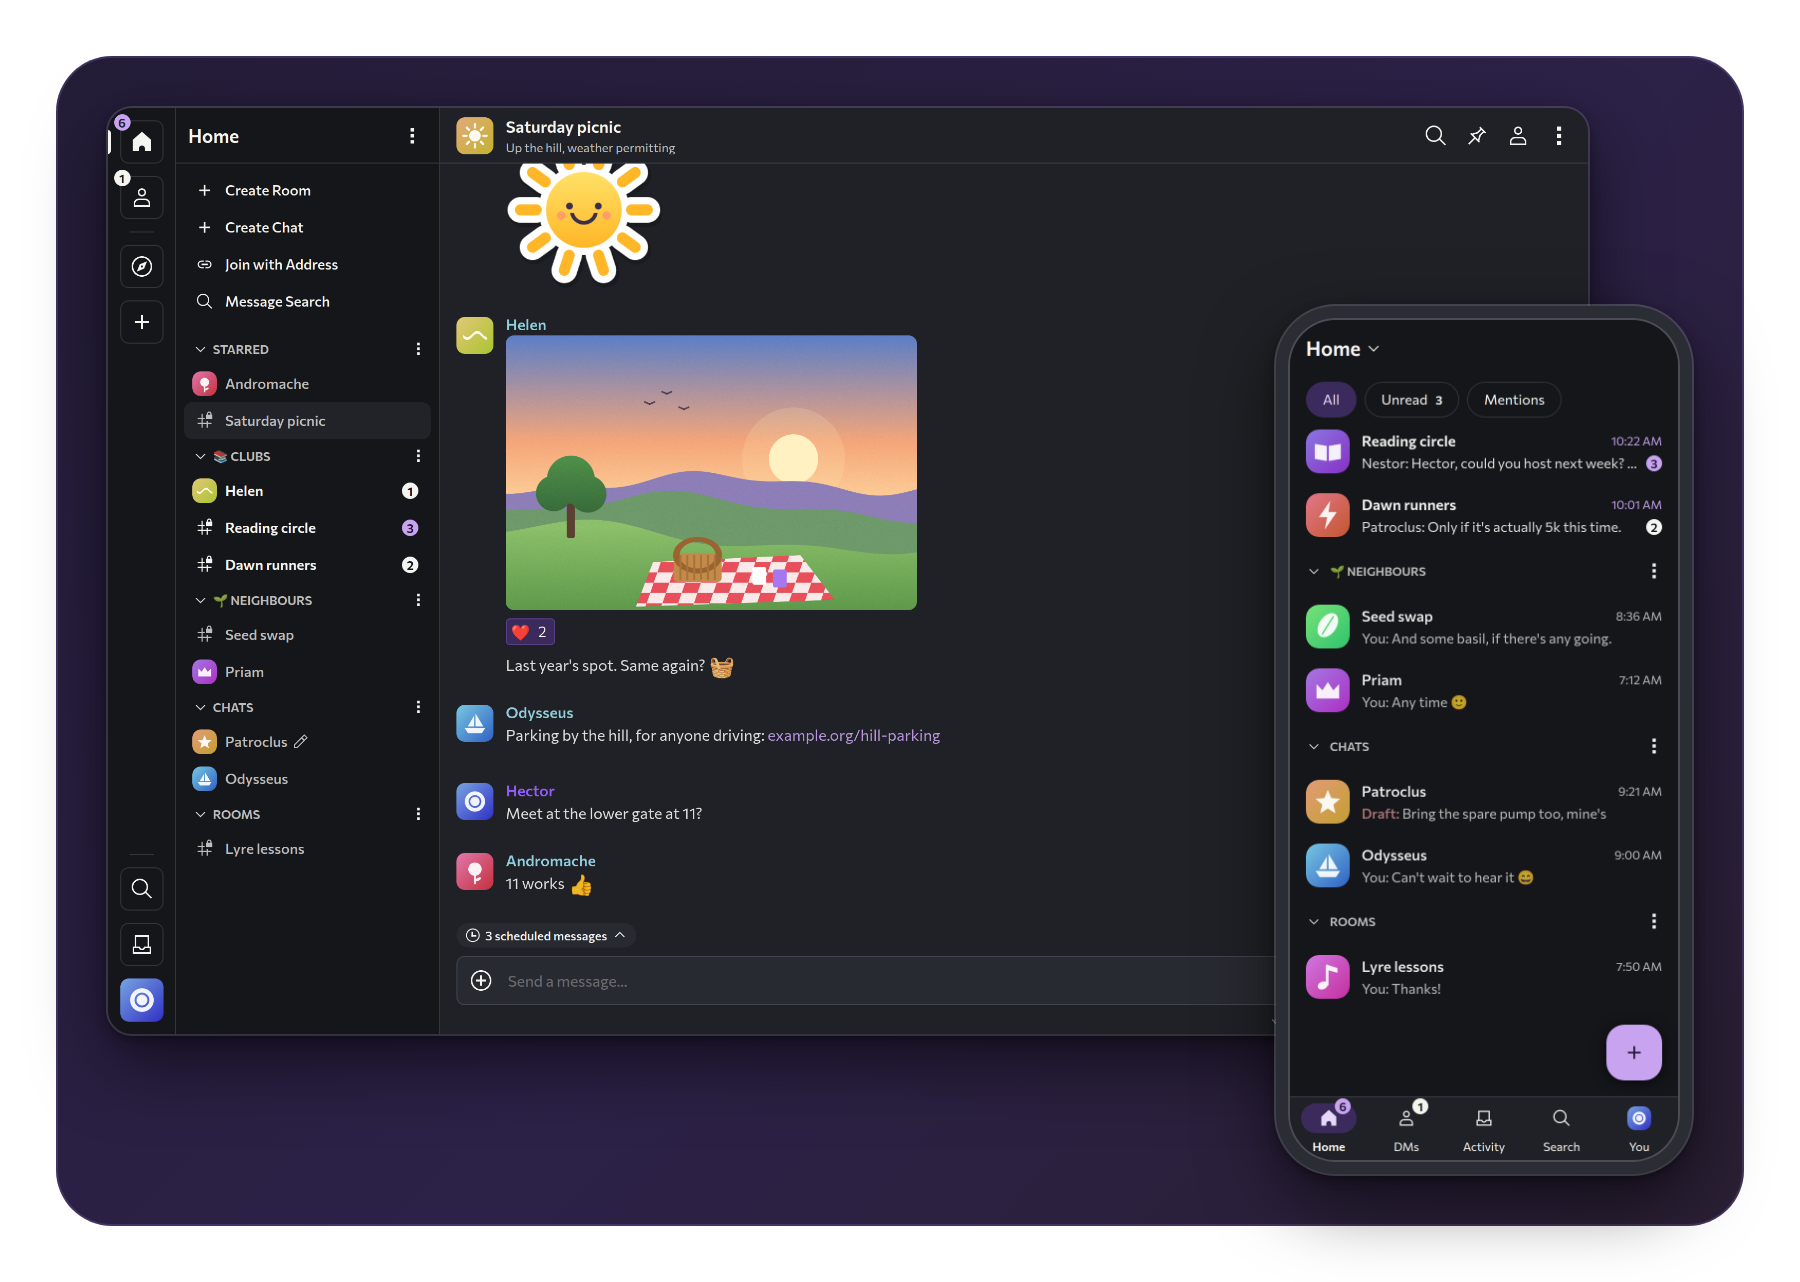 6
Home
1
Create Room
Create Chat
Join with Address
Message Search
STARRED
Andromache
Saturday picnic
📚 CLUBS
Helen 1
Reading circle 3
Dawn runners 2
🌱 NEIGHBOURS
Seed swap
Priam
CHATS
Patroclus
Odysseus
ROOMS
Lyre lessons
Saturday picnic
Up the hill, weather permitting
Helen
❤️ 2
Last year's spot. Same again? 🧺
Odysseus
Parking by the hill, for anyone driving: example.org/hill-parking
Hector
Meet at the lower gate at 11?
Andromache
11 works 👍
3 scheduled messages
Send a message...
Home
All
Unread 3
Mentions
Reading circle 10:22 AM
Nestor: Hector, could you host next week? ... 3
Dawn runners 10:01 AM
Patroclus: Only if it's actually 5k this time. 2
🌱 NEIGHBOURS
Seed swap 8:36 AM
You: And some basil, if there's any going.
Priam 7:12 AM
You: Any time 🙂
CHATS
Patroclus 9:21 AM
Draft: Bring the spare pump too, mine's
Odysseus 9:00 AM
You: Can't wait to hear it 😄
ROOMS
Lyre lessons 7:50 AM
You: Thanks!
6
1
Home
DMs
Activity
Search
You